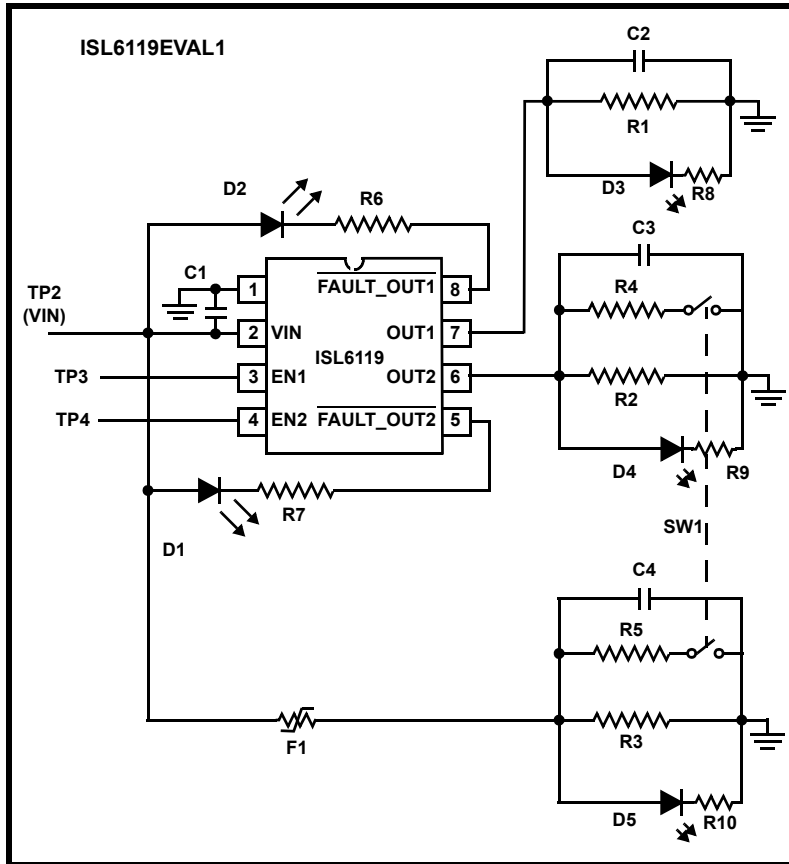 ISL6119EVAL1
C2
R1
D3
R8
D2
R6
C3
C1
TP2
(VIN)
1
FAULT_OUT1
8
R4
2
VIN
OUT1
7
ISL6119
TP3
3
EN1
OUT2
6
R2
TP4
4
EN2
FAULT_OUT2
5
D4
R9
R7
D1
SW1
C4
R5
F1
R3
D5
R10